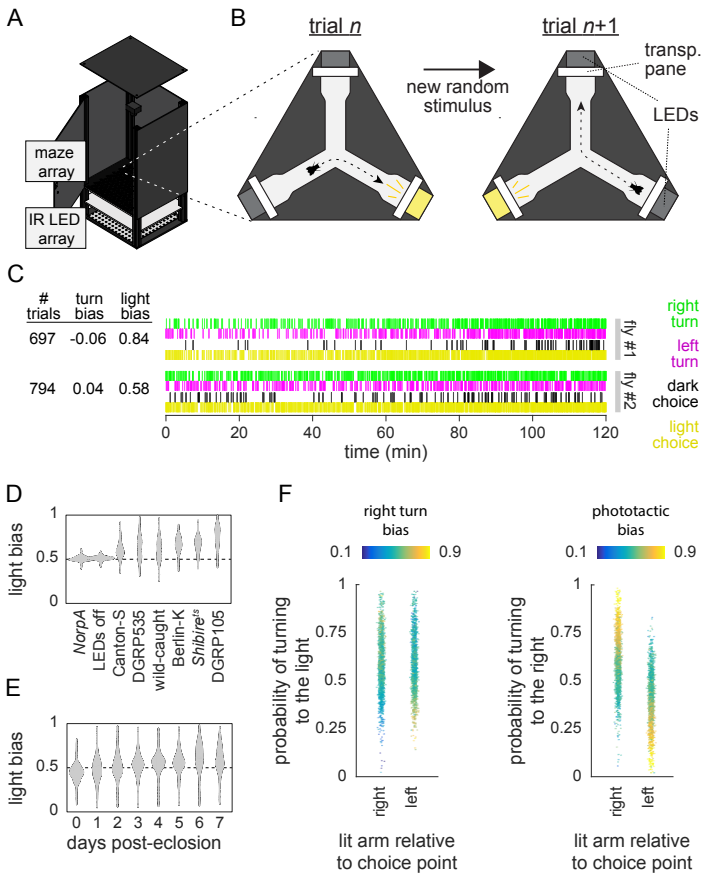 A
maze
array
IR LED
array
B
trial n
trial n+1
new random
stimulus
transp.
pane
LEDs
C
#
trials
turn
bias
light
bias
697
-0.06
0.84
794
0.04
0.58
fly #1
fly #2
right
turn
left
turn
dark
choice
light
choice
0
20
40
60
80
100
120
time (min)
D
light bias
1
0.5
0
NorpA
LEDs off
Canton-S
DGRP535
wild-caught
Berlin-K
Shibire^ts
DGRP105
E
light bias
1
0.5
0
0 1 2 3 4 5 6 7
days post-eclosion
F
right turn
bias
0.1
0.9
probability of turning
to the light
1
0.75
0.5
0.25
0
right
left
lit arm relative
to choice point
phototactic
bias
0.1
0.9
probability of turning
to the right
1
0.75
0.5
0.25
0
right
left
lit arm relative
to choice point